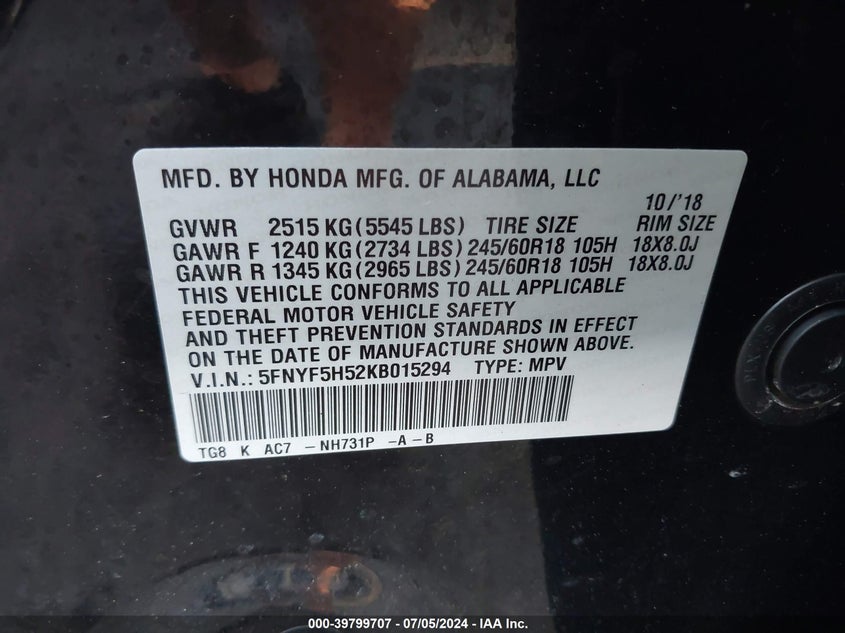 MFD. BY HONDA MFG. OF ALABAMA, LLC
10/'18
GVWR 2515 KG (5545 LBS) TIRE SIZE RIM SIZE
GAWR F 1240 KG (2734 LBS) 245/60R18 105H 18X8.0J
GAWR R 1345 KG (2965 LBS) 245/60R18 105H 18X8.0J
THIS VEHICLE CONFORMS TO ALL APPLICABLE
FEDERAL MOTOR VEHICLE SAFETY
AND THEFT PREVENTION STANDARDS IN EFFECT
ON THE DATE OF MANUFACTURE SHOWN ABOVE.
V.I.N.: 5FNYF5H52KB015294 TYPE: MPV
TG8 K AC7 - NH731P -A - B
000-39799707 - 07/05/2024 - IAA Inc.